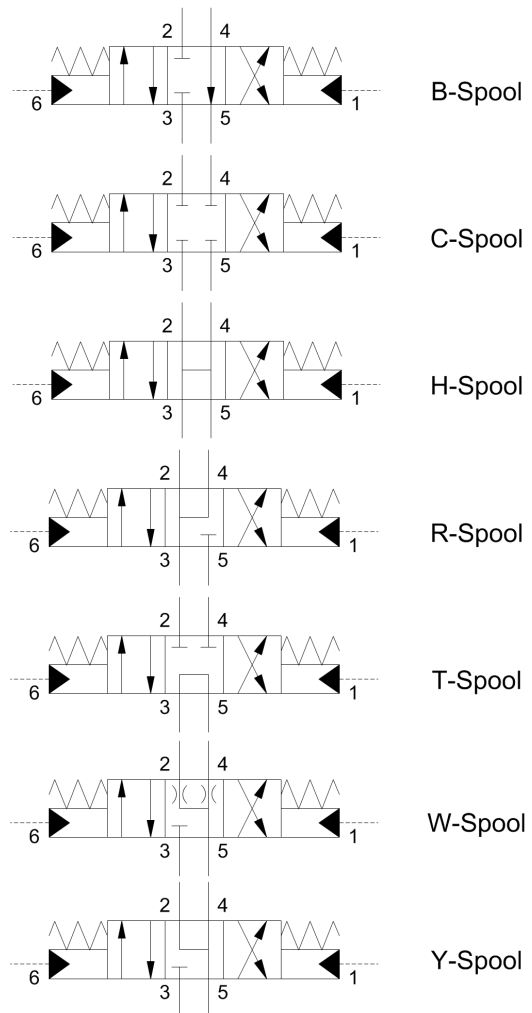 2 4
6 3 5 1 B-Spool
2 4
6 3 5 1 C-Spool
2 4
6 3 5 1 H-Spool
2 4
6 3 5 1 R-Spool
2 4
6 3 5 1 T-Spool
2 4
6 3 5 1 W-Spool
2 4
6 3 5 1 Y-Spool